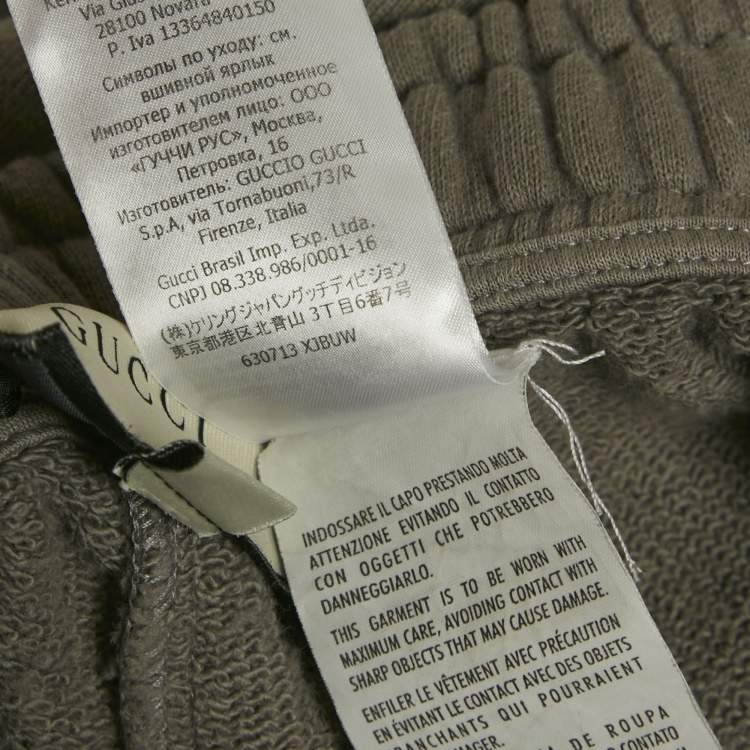 28100 Novara
P. Iva 13364840150
Символы по уходу: см.
вшивной ярлык
Импортер и уполномоченное
изготовителем лицо: ООО
«ГУЧЧИ РУС», Москва,
Петровка, 16
Изготовитель: GUCCIO GUCCI
S.p.A, via Tornabuoni,73/R
Firenze, Italia
Gucci Brasil Imp. Exp. Ltda.
CNPJ 08.338 986/0001-16
(株)ケリングジャパングッチディビジョン
東京都港区北青山 3丁目6番7号
630713 XJBUW
GUCCI
INDOSSARE IL CAPO PRESTANDO MOLTA
ATTENZIONE EVITANDO IL CONTATTO
CON OGGETTI CHE POTREBBERO
DANNEGGIARLO.
THIS GARMENT IS TO BE WORN WITH
MAXIMUM CARE, AVOIDING CONTACT WITH
SHARP OBJECTS THAT MAY CAUSE DAMAGE.
ENFILER LE VÊTEMENT AVEC PRÉCAUTION
EN ÉVITANT LE CONTACT AVEC DES OBJETS
TRANCHANTS QUI POURRAIENT
DE ROUPA